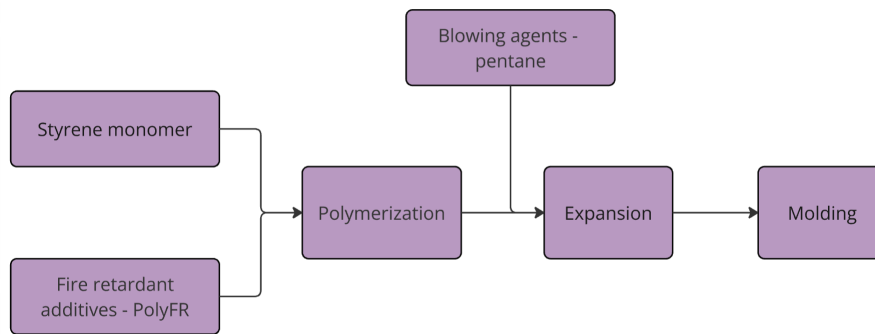 Blowing agents -
pentane
Styrene monomer
Polymerization
Expansion
Molding
Fire retardant
additives - PolyFR